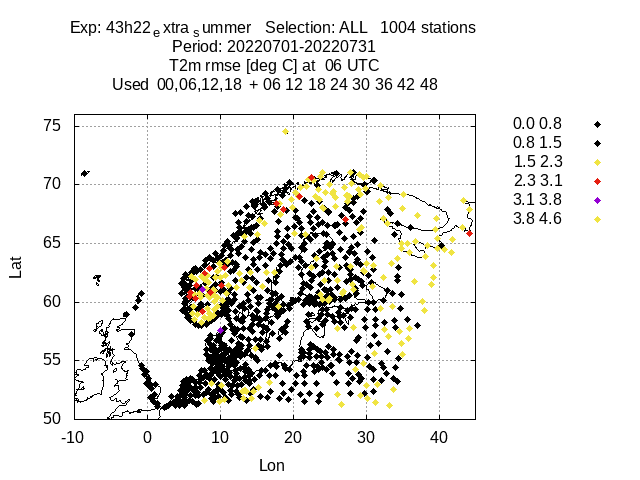 Exp: 43h22 e xtra s ummer Selection: ALL 1004 stations
Period: 20220701-20220731
T2m rmse [deg C] at 06 UTC
Used 00,06,12,18 + 06 12 18 24 30 36 42 48
0.0 0.8
0.8 1.5
1.5 2.3
2.3 3.1
3.1 3.8
3.8 4.6
75
70
65
60
55
50
Lat
-10 0 10 20 30 40
Lon